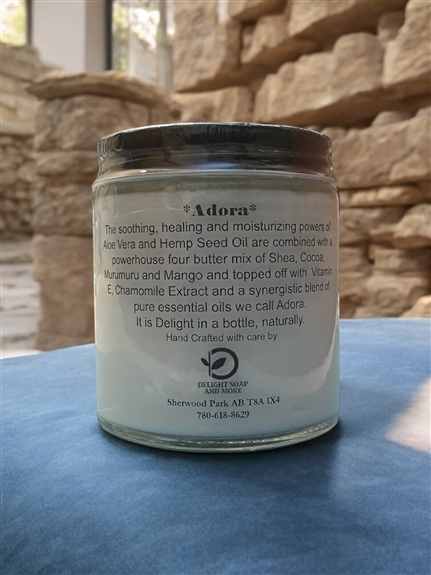 *Adora*
The soothing, healing and moisturizing powers of
Aloe Vera and Hemp Seed Oil are combined with a
powerhouse four butter mix of Shea, Cocoa,
Murumuru and Mango and topped off with Vitamin
E, Chamomile Extract and a synergistic blend of
pure essential oils we call Adora.
It is Delight in a bottle, naturally.
Hand Crafted with care by
DELIGHT SOAP
AND MORE
Sherwood Park AB T8A 1X4
780-618-8629